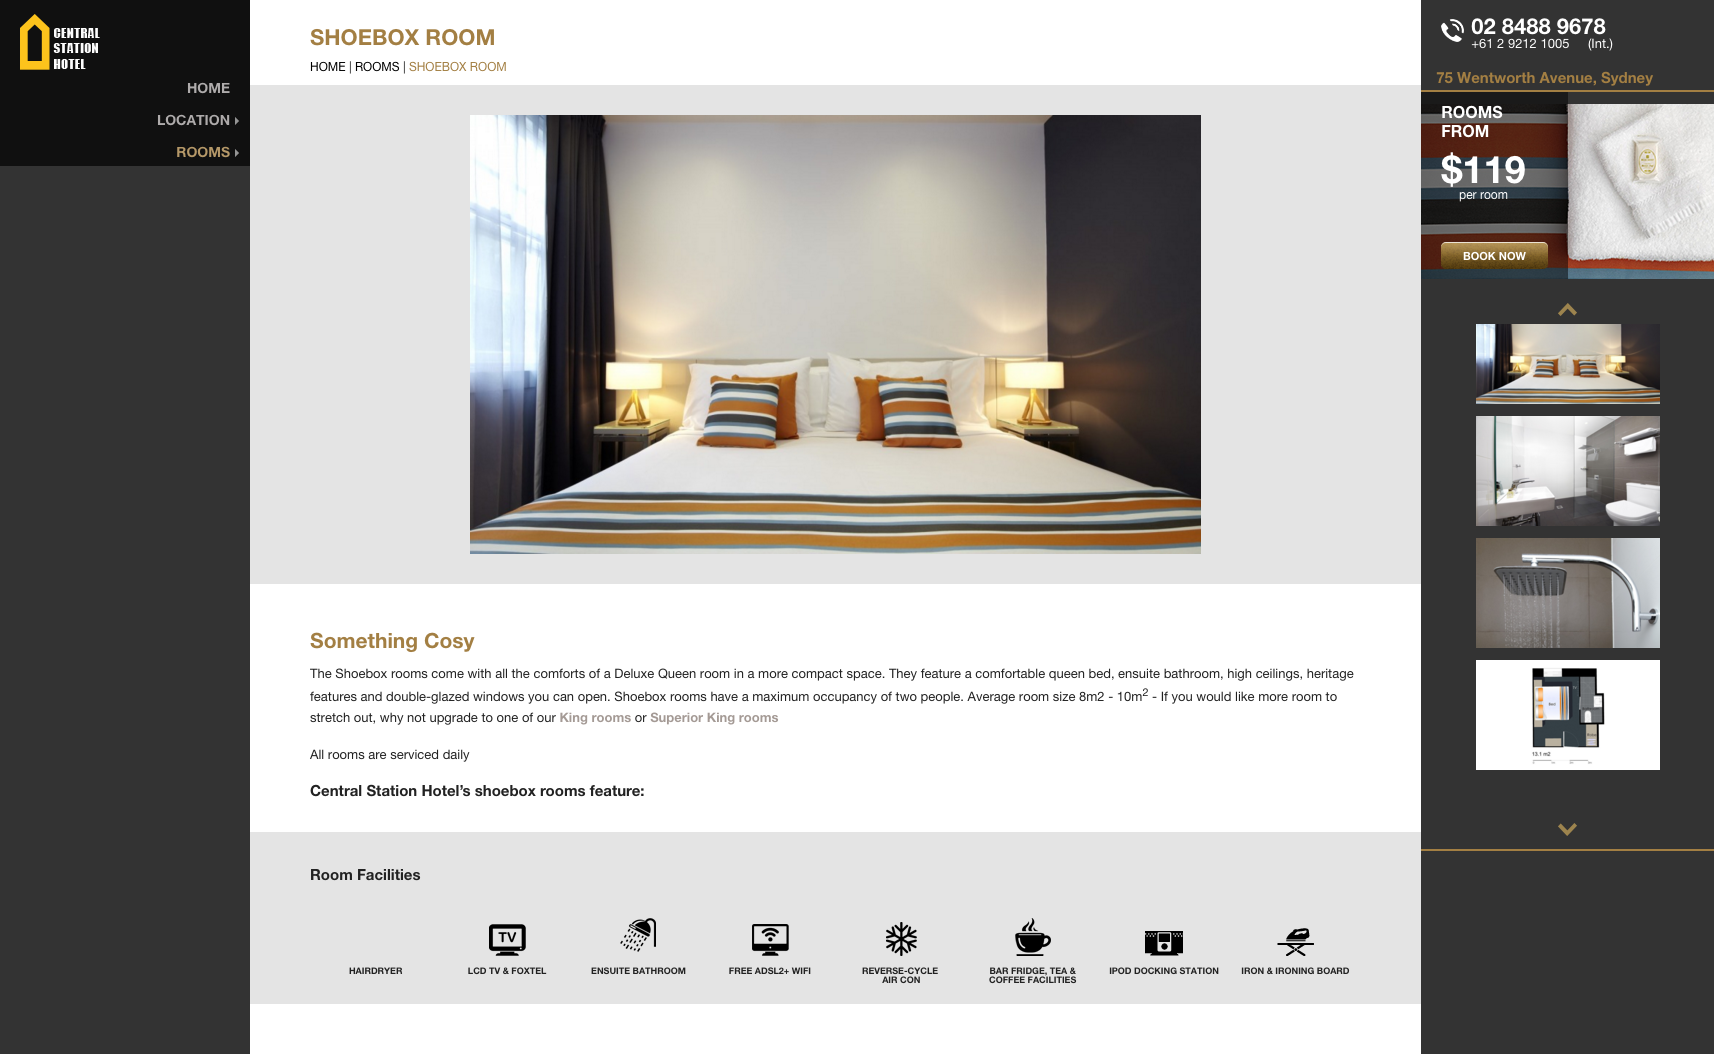 CENTRAL
STATION
HOTEL
HOME
LOCATION
ROOMS
SHOEBOX ROOM
HOME | ROOMS | SHOEBOX ROOM
Something Cosy
The Shoebox rooms come with all the comforts of a Deluxe Queen room in a more compact space. They feature a comfortable queen bed, ensuite bathroom, high ceilings, heritage
features and double-glazed windows you can open. Shoebox rooms have a maximum occupancy of two people. Average room size 8m2 - 10m² - If you would like more room to
stretch out, why not upgrade to one of our King rooms or Superior King rooms
All rooms are serviced daily
Central Station Hotel’s shoebox rooms feature:
Room Facilities
TV
HAIRDRYER
LCD TV & FOXTEL
ENSUITE BATHROOM
FREE ADSL2+ WIFI
REVERSE-CYCLE
AIR CON
BAR FRIDGE, TEA &
COFFEE FACILITIES
IPOD DOCKING STATION
IRON & IRONING BOARD
02 8488 9678
+61 2 9212 1005 (Int.)
75 Wentworth Avenue, Sydney
ROOMS
FROM
$119
per room
BOOK NOW
Bed
13.1 m2